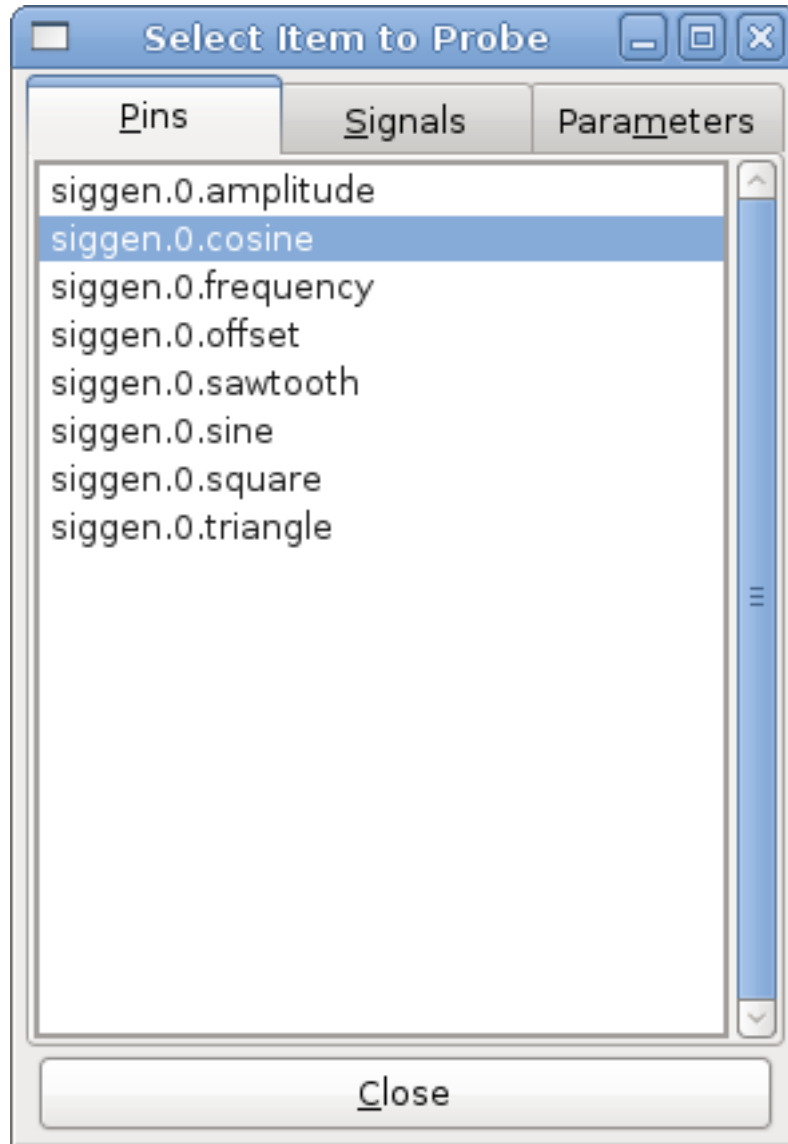 Select Item to Probe
Pins Signals Parameters
siggen.0.amplitude
siggen.0.cosine
siggen.0.frequency
siggen.0.offset
siggen.0.sawtooth
siggen.0.sine
siggen.0.square
siggen.0.triangle
Close